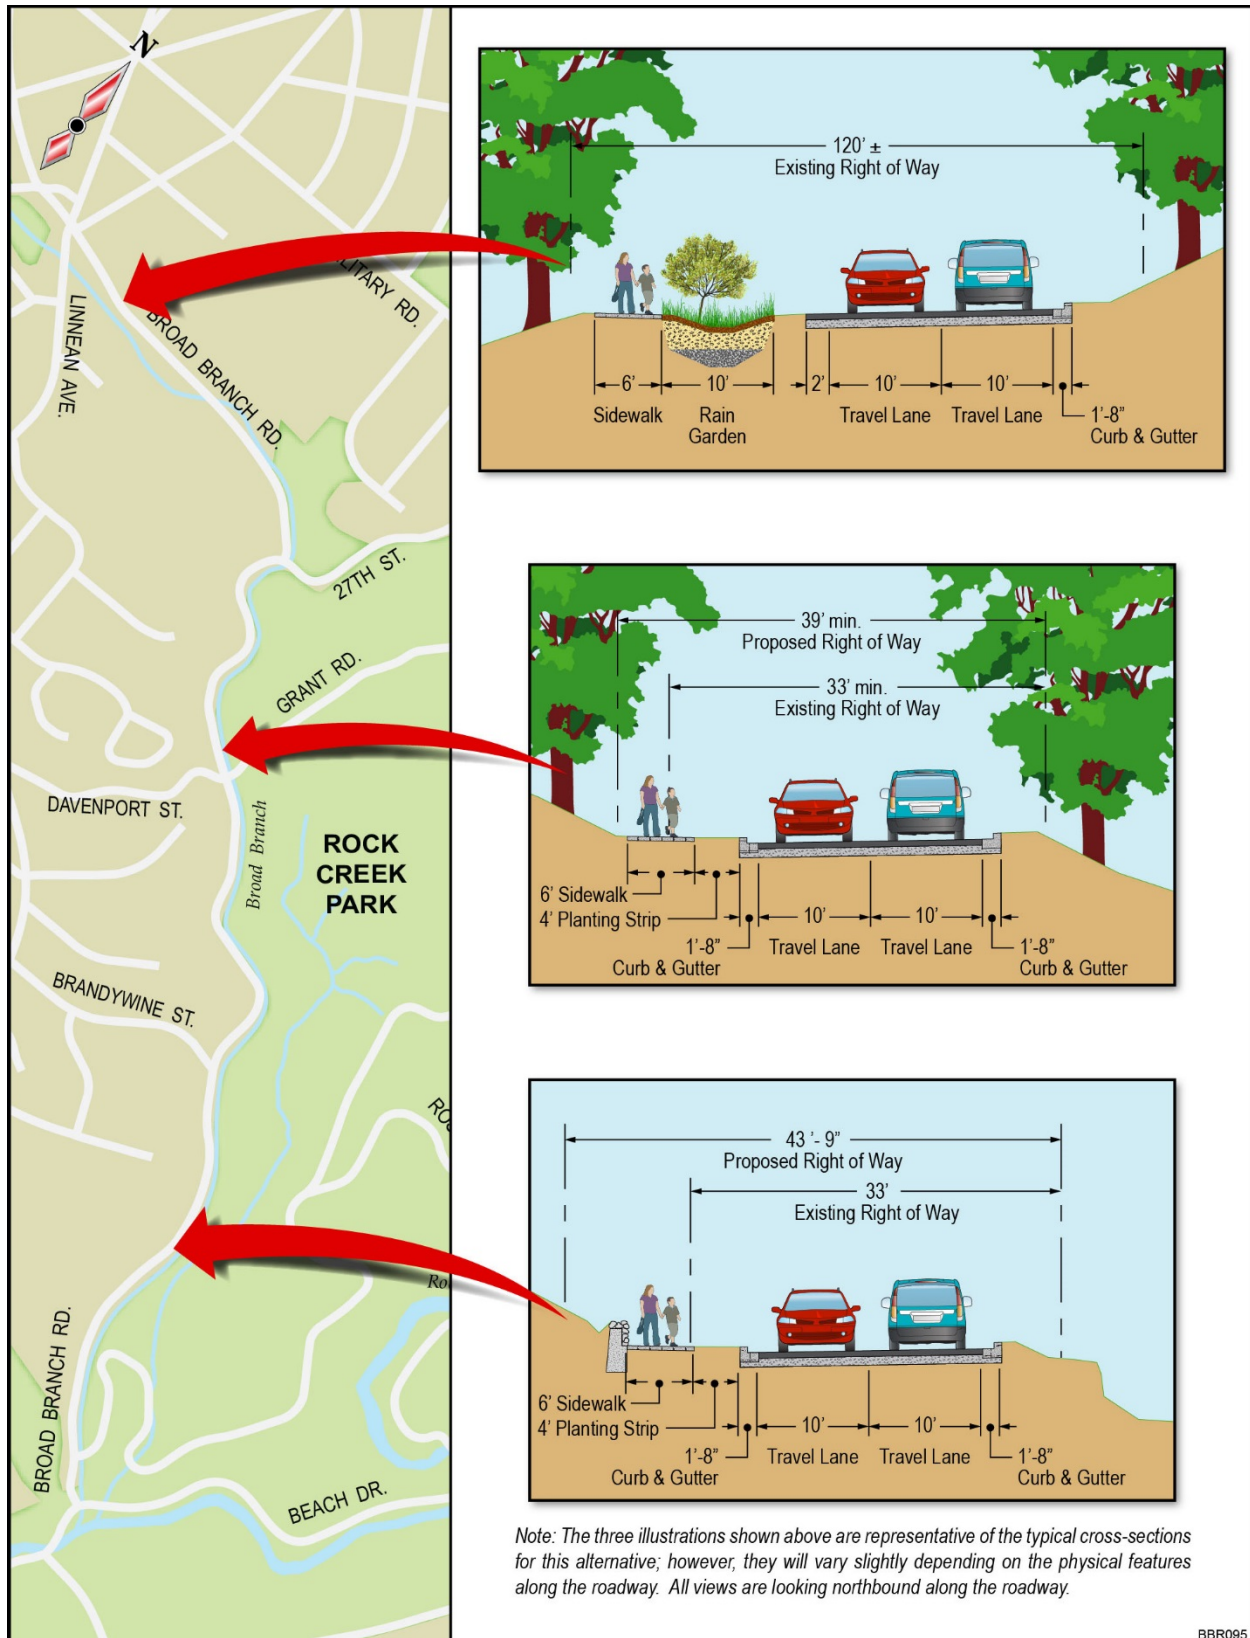 N
MILITARY RD.
LINNEAN AVE.
BROAD BRANCH RD.
27TH ST.
GRANT RD.
DAVENPORT ST.
Broad Branch
ROCK
CREEK
PARK
BRANDYWINE ST.
BROAD BRANCH RD.
BEACH DR.
120' ±
Existing Right of Way
6' 10' 2' 10' 10'
Sidewalk Rain Travel Lane Travel Lane 1'-8"
Garden Curb & Gutter
39' min.
Proposed Right of Way
33' min.
Existing Right of Way
6' Sidewalk
4' Planting Strip 10' 10'
1'-8" Travel Lane Travel Lane 1'-8"
Curb & Gutter Curb & Gutter
43 '- 9"
Proposed Right of Way
33'
Existing Right of Way
6' Sidewalk
4' Planting Strip 10' 10'
1'-8" Travel Lane Travel Lane 1'-8"
Curb & Gutter Curb & Gutter
Note: The three illustrations shown above are representative of the typical cross-sections
for this alternative; however, they will vary slightly depending on the physical features
along the roadway. All views are looking northbound along the roadway.
BBR095